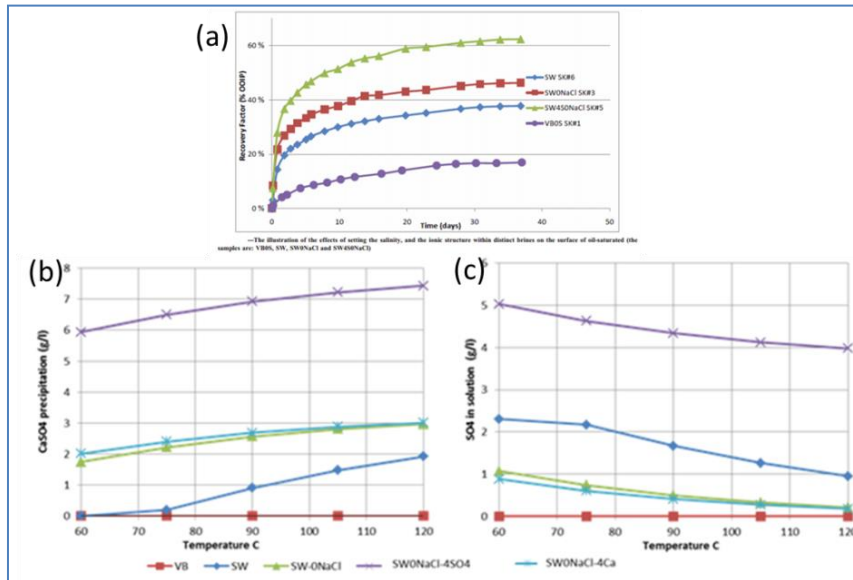 (a)
60 %
40 %
20 %
0 %
Recovery Factor (% OOIP)
0 10 20 30 40 50
Time (days)
SW SK#6
SW0NaCl SK#3
SW4S0NaCl SK#5
VB0S SK#1
—The illustration of the effects of setting the salinity, and the ionic structure within distinct brines on the surface of oil-saturated (the
samples are: VB0S, SW, SW0NaCl and SW4S0NaCl)
(b)
8
7
6
5
4
3
2
1
0
CaSO4 precipitation (g/l)
60 70 80 90 100 110 120
Temperature C
(c)
6
5
4
3
2
1
0
SO4 in solution (g/l)
60 70 80 90 100 110 120
Temperature C
VB SW SW-0NaCl SW0NaCl-4SO4 SW0NaCl-4Ca